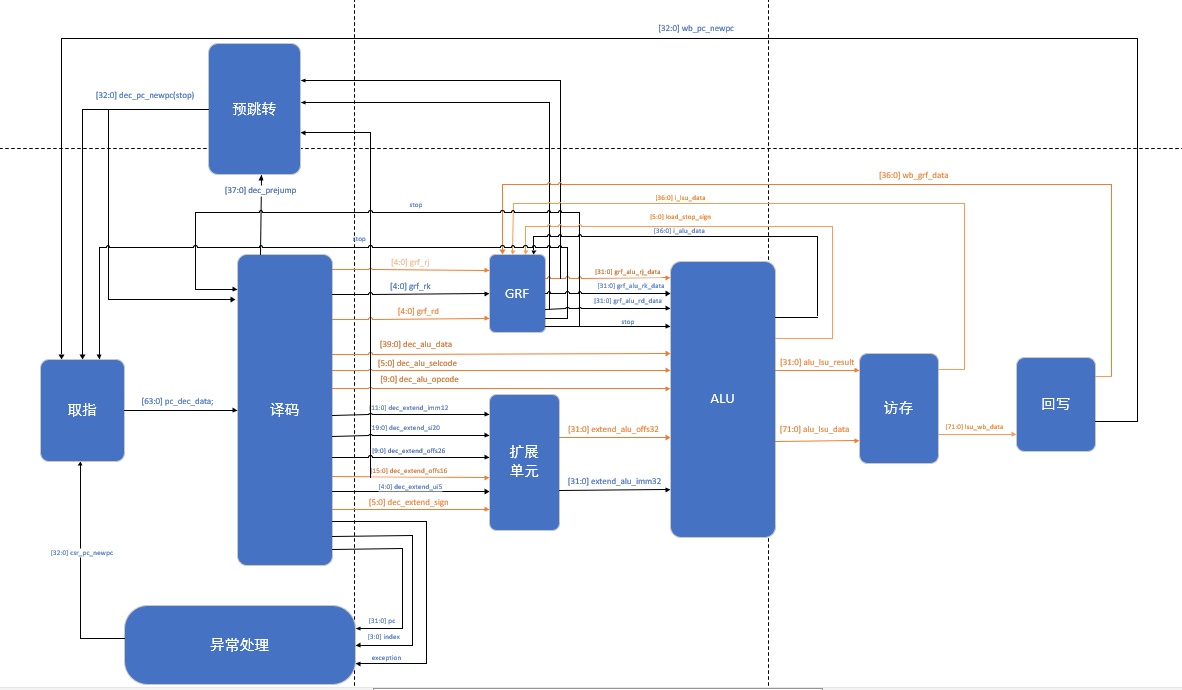 [32:0] wb_pc_newpc
预跳转
[32:0] dec_pc_newpc(stop)
[37:0] dec_prejump
[36:0] wb_grf_data
[36:0] i_lsu_data
stop
[5:0] load_stop_sign
[36:0] i_alu_data
stop
[4:0] grf_rj
[4:0] grf_rk
[4:0] grf_rd
GRF
[31:0] grf_alu_rj_data
[31:0] grf_alu_rk_data
[31:0] grf_alu_rd_data
stop
[39:0] dec_alu_data
[5:0] dec_alu_selcode
[9:0] dec_alu_opcode
[31:0] alu_lsu_result
取指
[63:0] pc_dec_data;
译码
[11:0] dec_extend_imm12
19:0] dec_extend_si20
[9:0] dec_extend_offs26
[15:0] dec_extend_offs16
[4:0] dec_extend_ui5
[5:0] dec_extend_sign
扩展
单元
[31:0] extend_alu_offs32
[31:0] extend_alu_imm32
ALU
[71:0] alu_lsu_data
访存
[71:0] lsu_wb_data
回写
[32:0] csr_pc_newpc
异常处理
[31:0] pc
[3:0] index
exception